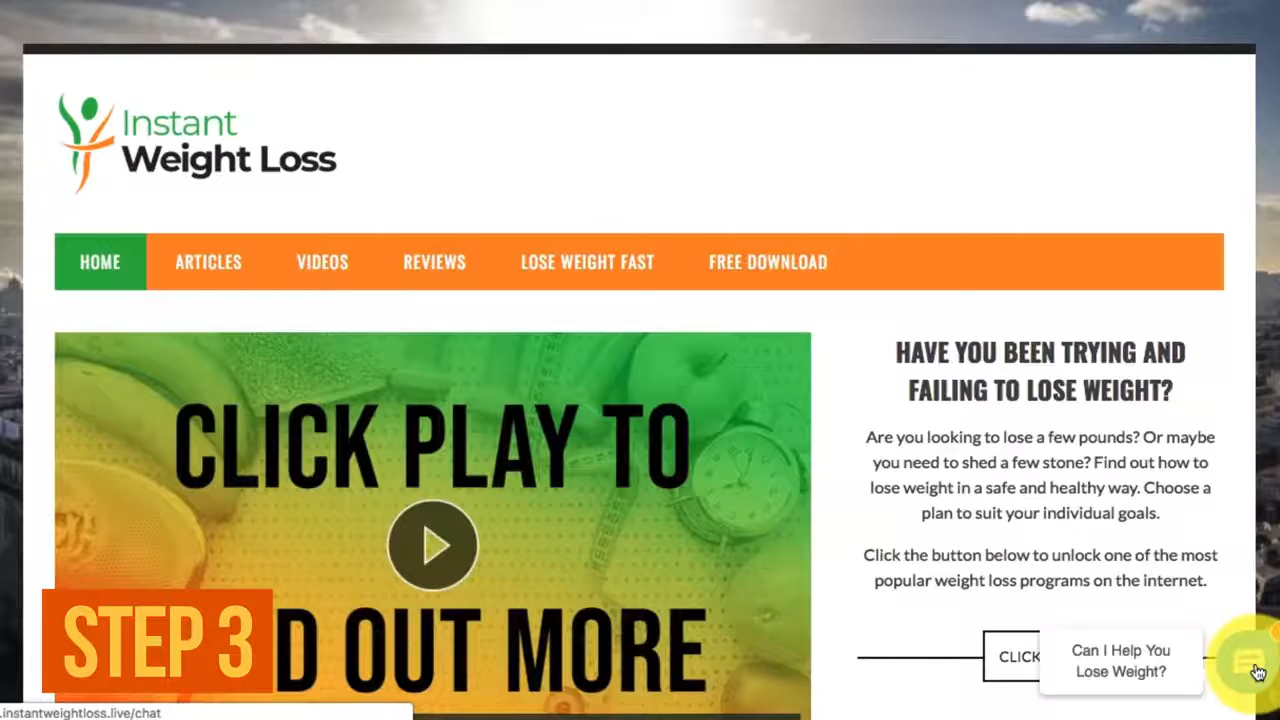 Instant
Weight Loss
HOME ARTICLES VIDEOS REVIEWS LOSE WEIGHT FAST FREE DOWNLOAD
CLICK PLAY TO
D OUT MORE
HAVE YOU BEEN TRYING AND
FAILING TO LOSE WEIGHT?
Are you looking to lose a few pounds? Or maybe
you need to shed a few stone? Find out how to
lose weight in a safe and healthy way. Choose a
plan to suit your individual goals.
Click the button below to unlock one of the most
popular weight loss programs on the internet.
CLICK
Can I Help You
Lose Weight?
STEP 3
.instantweightloss.live/chat